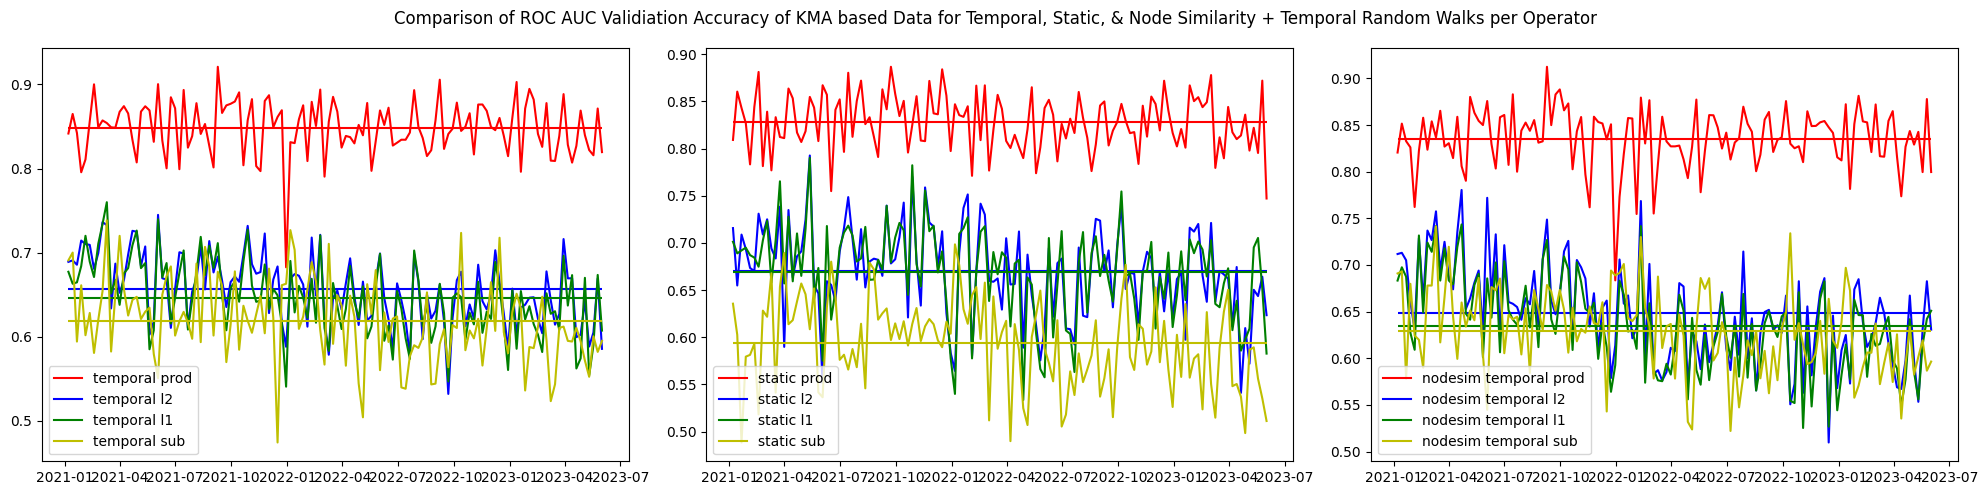 Comparison of ROC AUC Validiation Accuracy of KMA based Data for Temporal, Static, & Node Similarity + Temporal Random Walks per Operator
0.9
0.8
0.7
0.6
0.5
temporal prod
temporal l2
temporal l1
temporal sub
2021-01 2021-04 2021-07 2021-10 2022-01 2022-04 2022-07 2022-10 2023-01 2023-04 2023-07
0.90
0.85
0.80
0.75
0.70
0.65
0.60
0.55
0.50
static prod
static l2
static l1
static sub
2021-01 2021-04 2021-07 2021-10 2022-01 2022-04 2022-07 2022-10 2023-01 2023-04 2023-07
0.90
0.85
0.80
0.75
0.70
0.65
0.60
0.55
0.50
nodesim temporal prod
nodesim temporal l2
nodesim temporal l1
nodesim temporal sub
2021-01 2021-04 2021-07 2021-10 2022-01 2022-04 2022-07 2022-10 2023-01 2023-04 2023-07